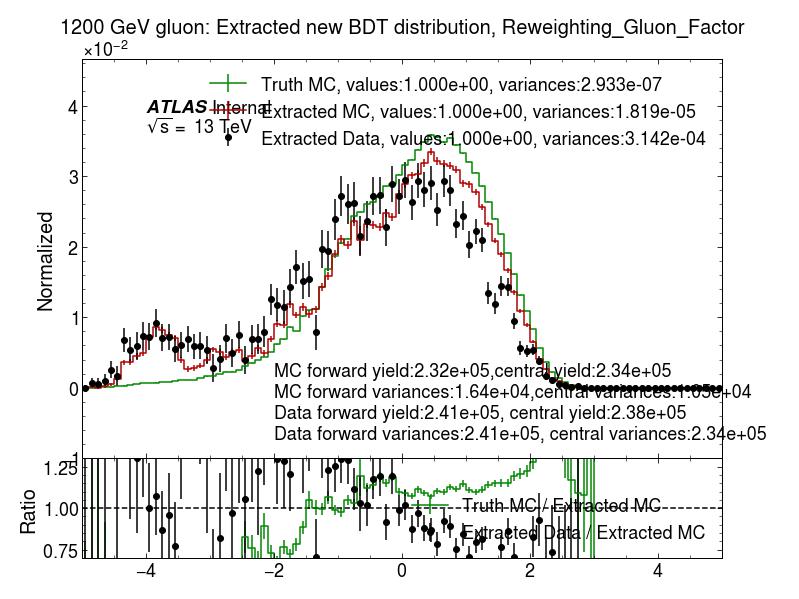 1200 GeV gluon: Extracted new BDT distribution, Reweighting_Gluon_Factor
×10⁻²
Truth MC, values:1.000e+00, variances:2.933e-07
ATLAS Internal
Extracted MC, values:1.000e+00, variances:1.819e-05
√s = 13 TeV
Extracted Data, values:1.000e+00, variances:3.142e-04
4
3
2
1
0
Normalized
MC forward yield:2.32e+05,central yield:2.34e+05
MC forward variances:1.64e+04,central variances:1.05e+04
Data forward yield:2.41e+05, central yield:2.38e+05
Data forward variances:2.41e+05, central variances:2.34e+05
1.25
1.00
0.75
Ratio
Truth MC / Extracted MC
Extracted Data / Extracted MC
−4 −2 0 2 4